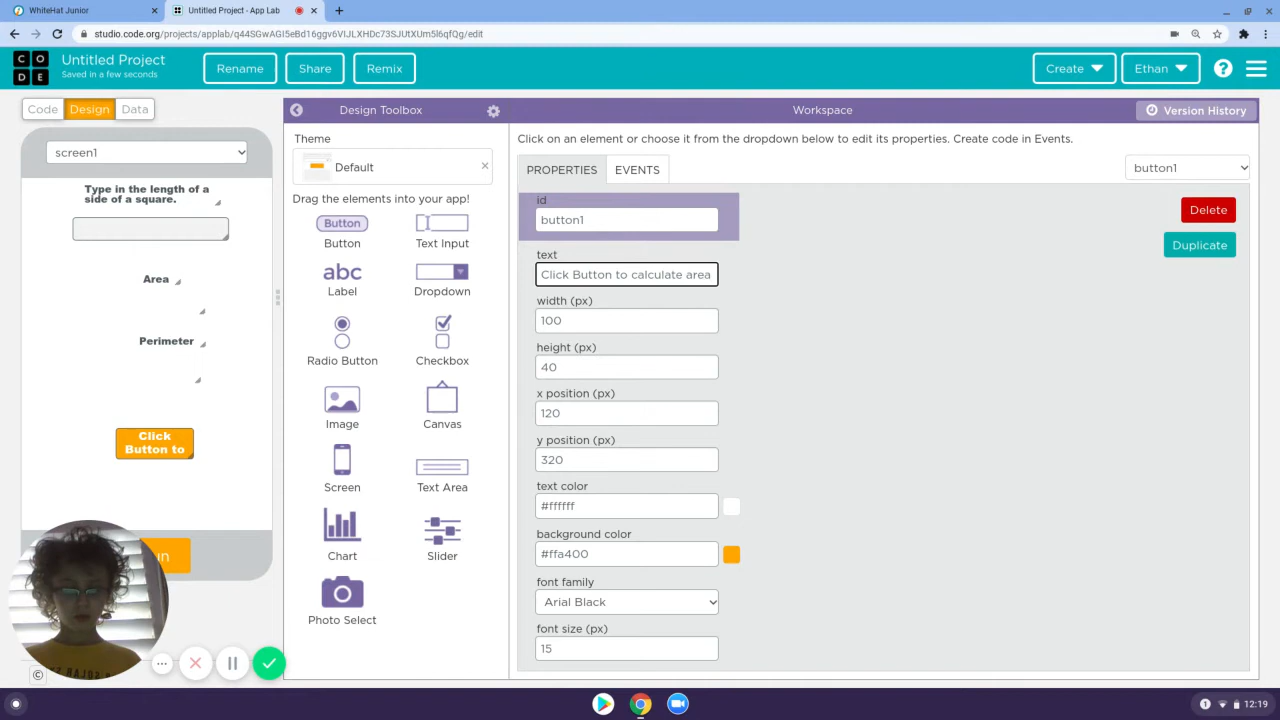 WhiteHat Junior
Untitled Project - App Lab
studio.code.org/projects/applab/q44SGwAGI5eBd16ggv6VIJLXHDc73SJUtXUm5l6qfQg/edit
C O
D E
Untitled Project
Saved in a few seconds
Rename
Share
Remix
Create
Ethan
?
Code
Design
Data
Design Toolbox
Workspace
Version History
screen1
Type in the length of a
side of a square.
Area
Perimeter
Click
Button to
Theme
Default
Drag the elements into your app!
Button
Button
Text Input
abc
Label
Dropdown
Radio Button
Checkbox
Image
Canvas
Screen
Text Area
Chart
Slider
Photo Select
Click on an element or choose it from the dropdown below to edit its properties. Create code in Events.
PROPERTIES
EVENTS
button1
id
button1
Delete
Duplicate
text
Click Button to calculate area
width (px)
100
height (px)
40
x position (px)
120
y position (px)
320
text color
#ffffff
background color
#ffa400
font family
Arial Black
font size (px)
15
©
1
12:19